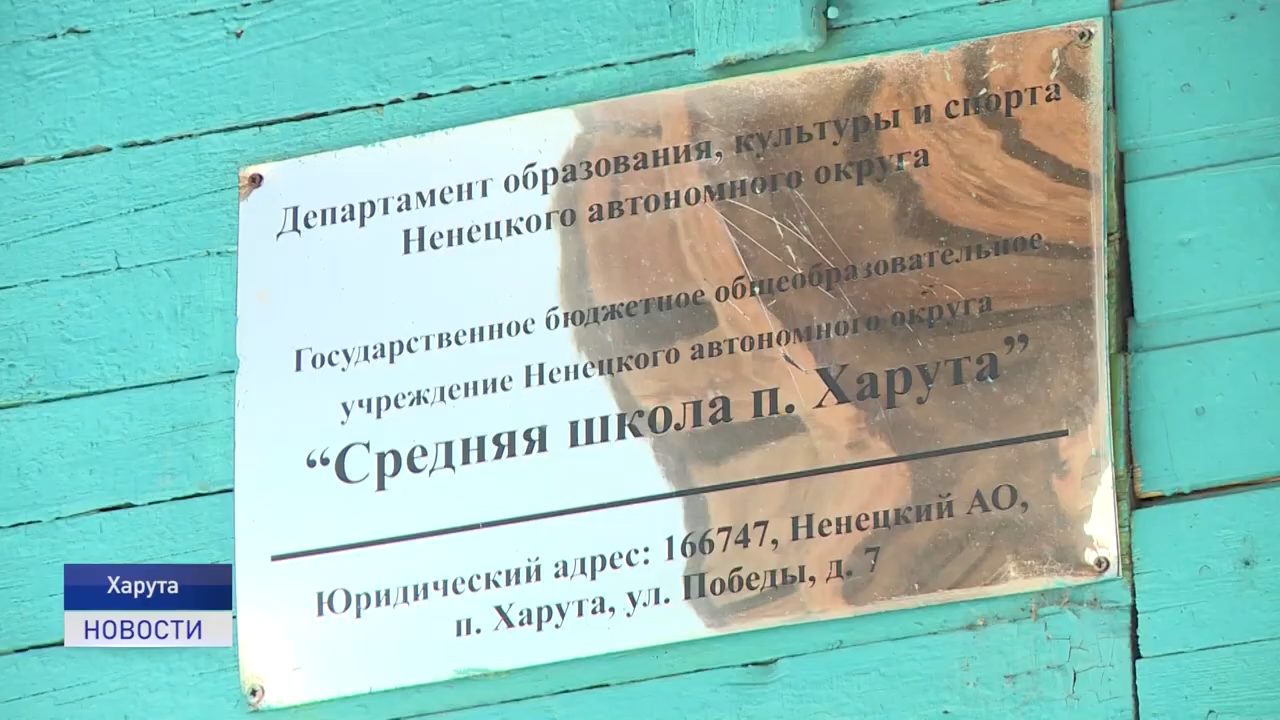 Департамент образования, культуры и спорта
Ненецкого автономного округа
Государственное бюджетное общеобразовательное
учреждение Ненецкого автономного округа
“Средняя школа п. Харута”
Юридический адрес: 166747, Ненецкий АО,
п. Харута, ул. Победы, д. 7
Харута
НОВОСТИ